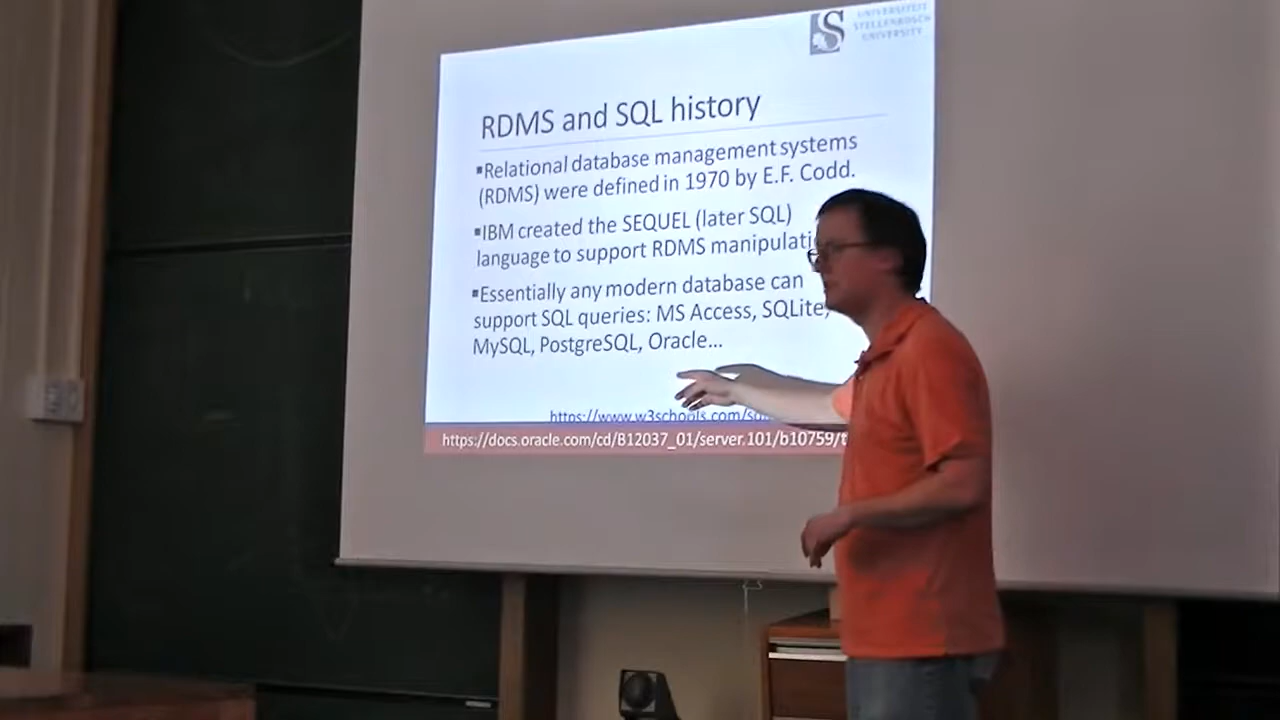 UNIVERSITEIT
STELLENBOSCH
UNIVERSITY
RDMS and SQL history
▪Relational database management systems
(RDMS) were defined in 1970 by E.F. Codd.
▪IBM created the SEQUEL (later SQL)
language to support RDMS manipulati
▪Essentially any modern database can
support SQL queries: MS Access, SQLite,
MySQL, PostgreSQL, Oracle...
https://www.w3schools.com/sq
https://docs.oracle.com/cd/B12037_01/server.101/b10759/t